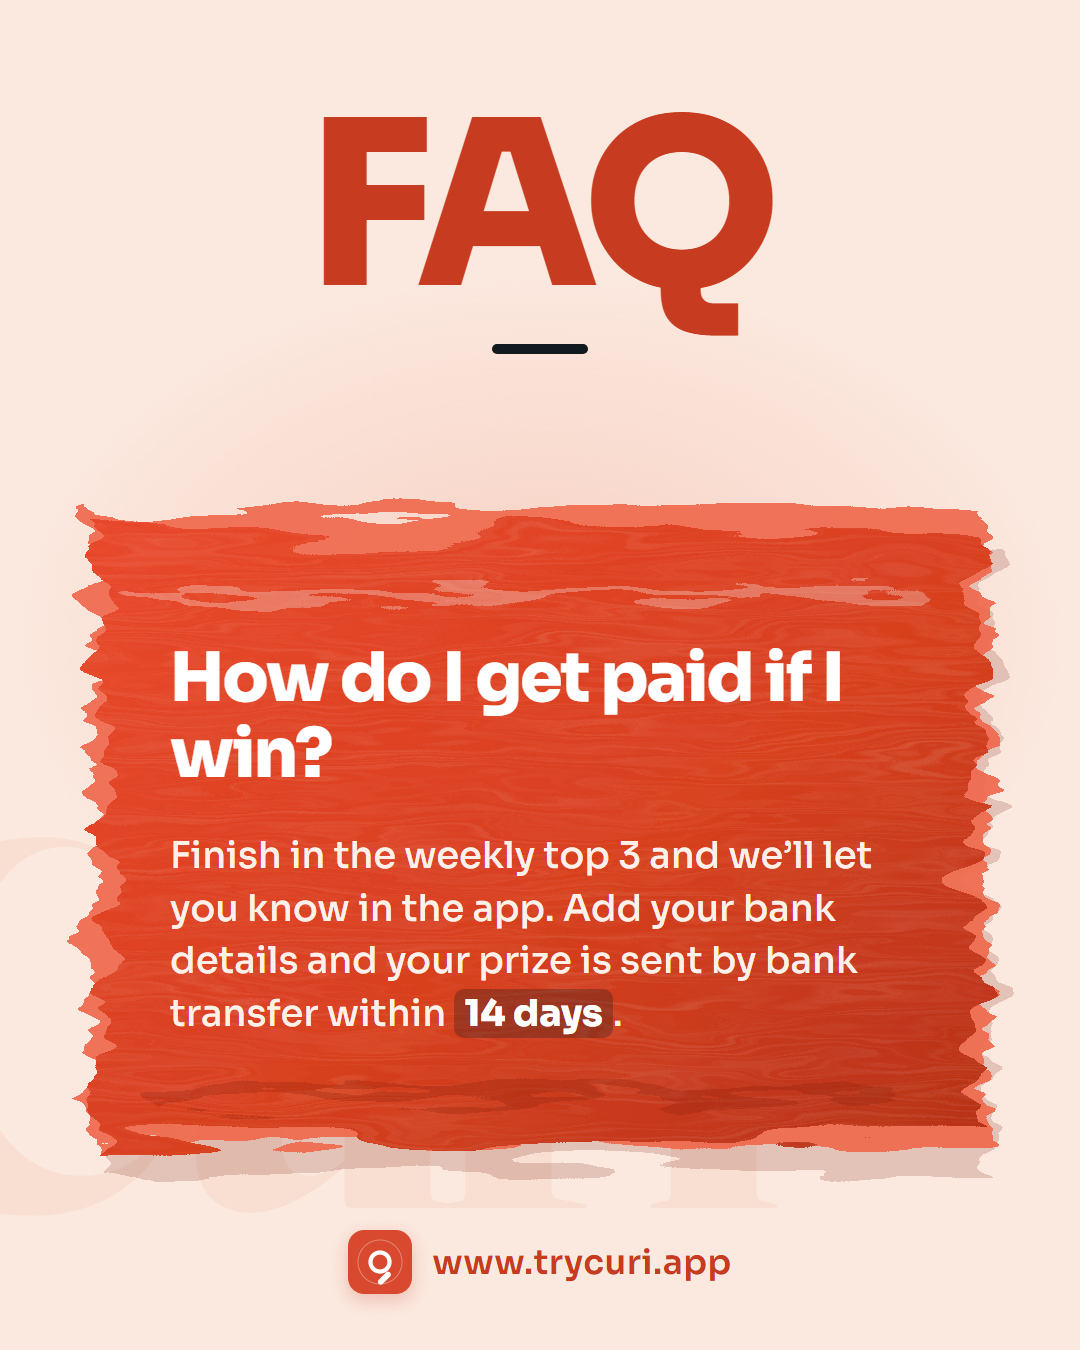 FAQ
How do I get paid if I
win?
Finish in the weekly top 3 and we’ll let
you know in the app. Add your bank
details and your prize is sent by bank
transfer within 14 days.
www.trycuri.app